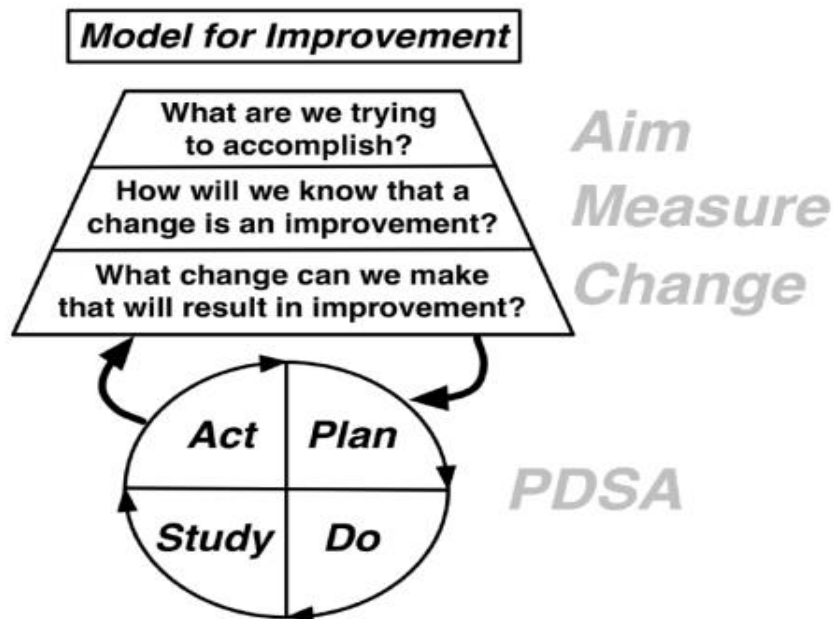 Model for Improvement
What are we trying
to accomplish?
Aim
How will we know that a
change is an improvement?
Measure
What change can we make
that will result in improvement?
Change
Act Plan
PDSA
Study Do